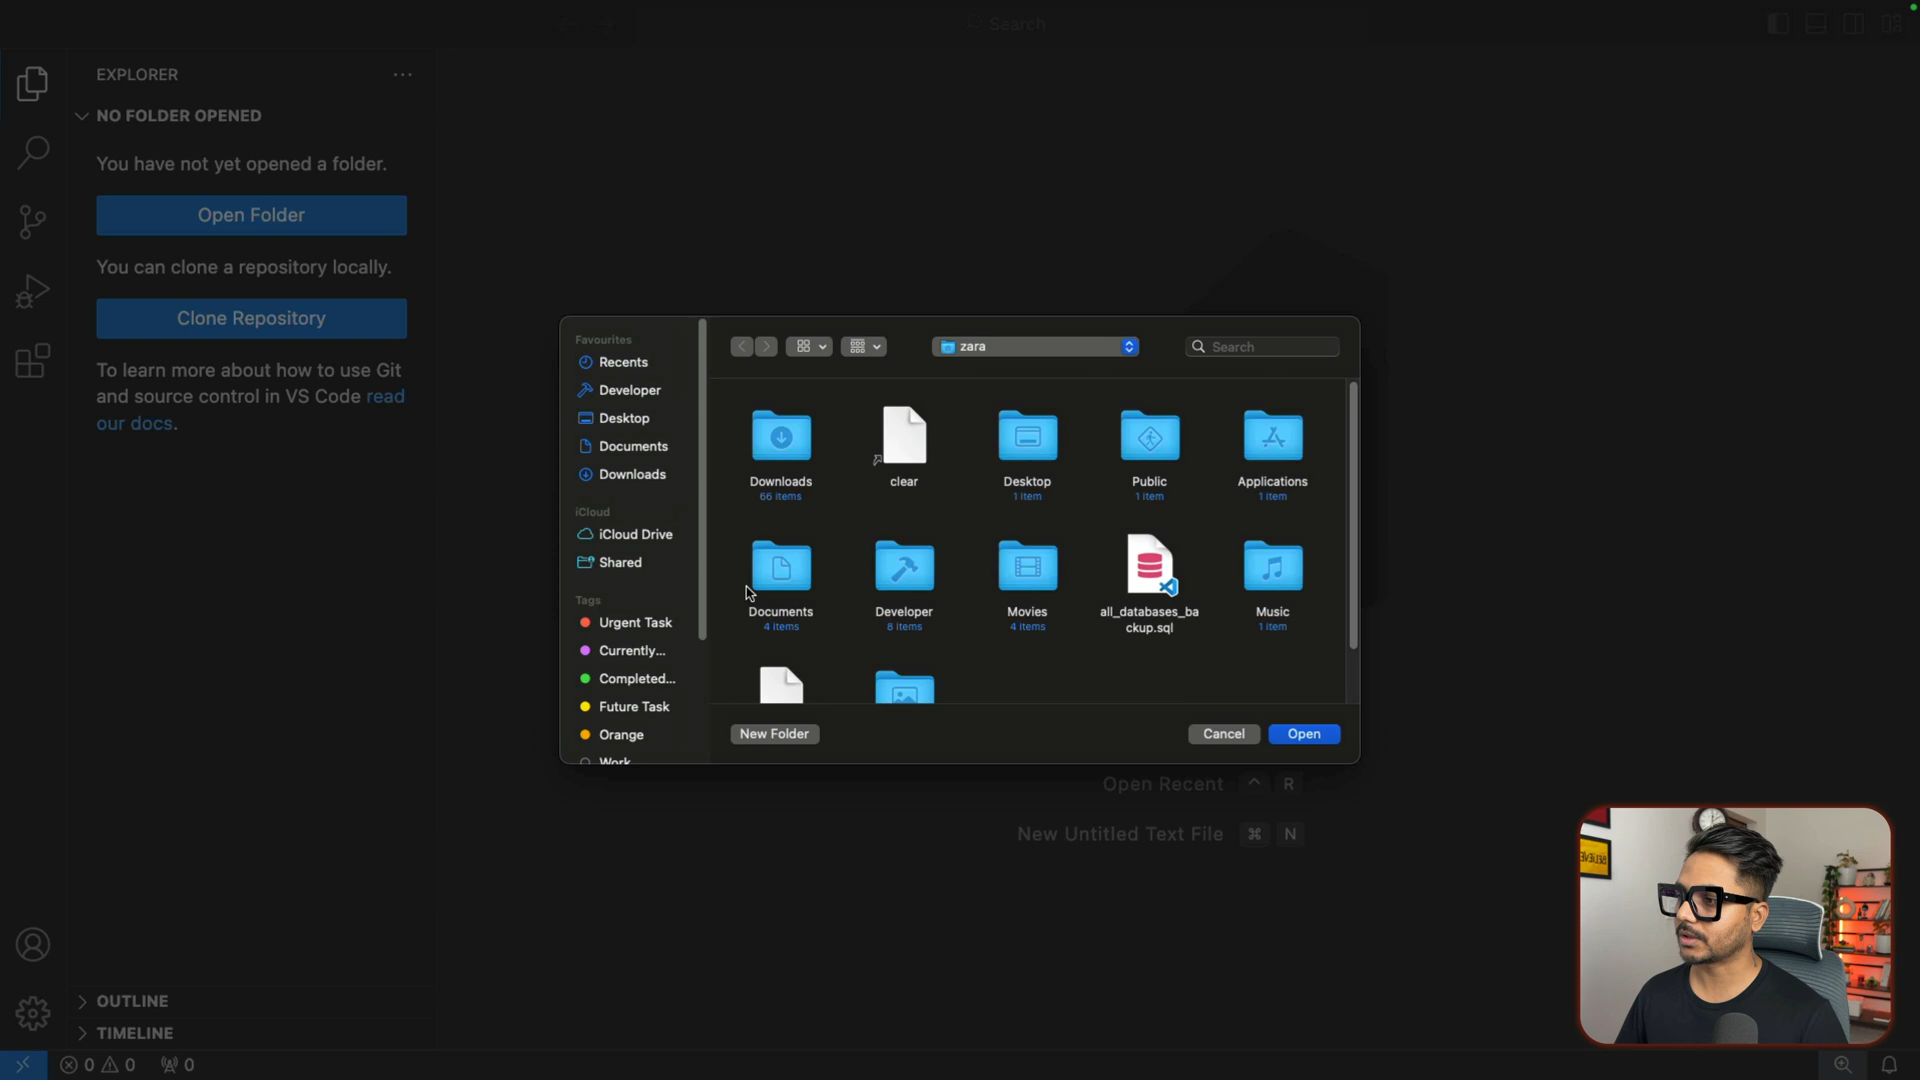 Search
EXPLORER
NO FOLDER OPENED
You have not yet opened a folder.
Open Folder
You can clone a repository locally.
Clone Repository
To learn more about how to use Git
and source control in VS Code read
our docs.
Favourites
Recents
Developer
Desktop
Documents
Downloads
iCloud
iCloud Drive
Shared
Tags
Urgent Task
Currently...
Completed...
Future Task
Orange
Work
zara
Search
Downloads
66 items
clear
Desktop
1 item
Public
1 item
Applications
1 item
Documents
4 items
Developer
8 items
Movies
4 items
all_databases_ba
ckup.sql
Music
1 item
New Folder
Cancel
Open
Open Recent ^ R
New Untitled Text File ⌘ N
BELIEVE
OUTLINE
TIMELINE
0 0 0